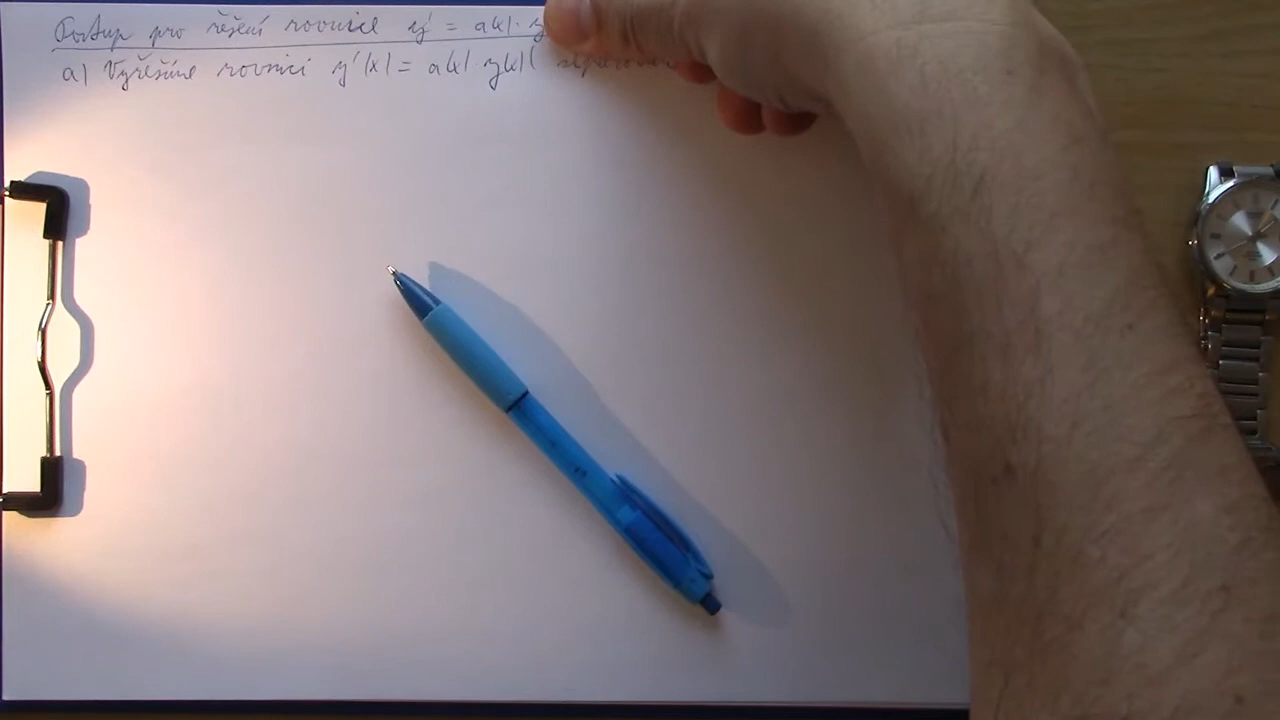 Postup pro řešení rovnice y' = a(x)·y
a) Vyřešíme rovnici y'(x) = a(x)·y(x)